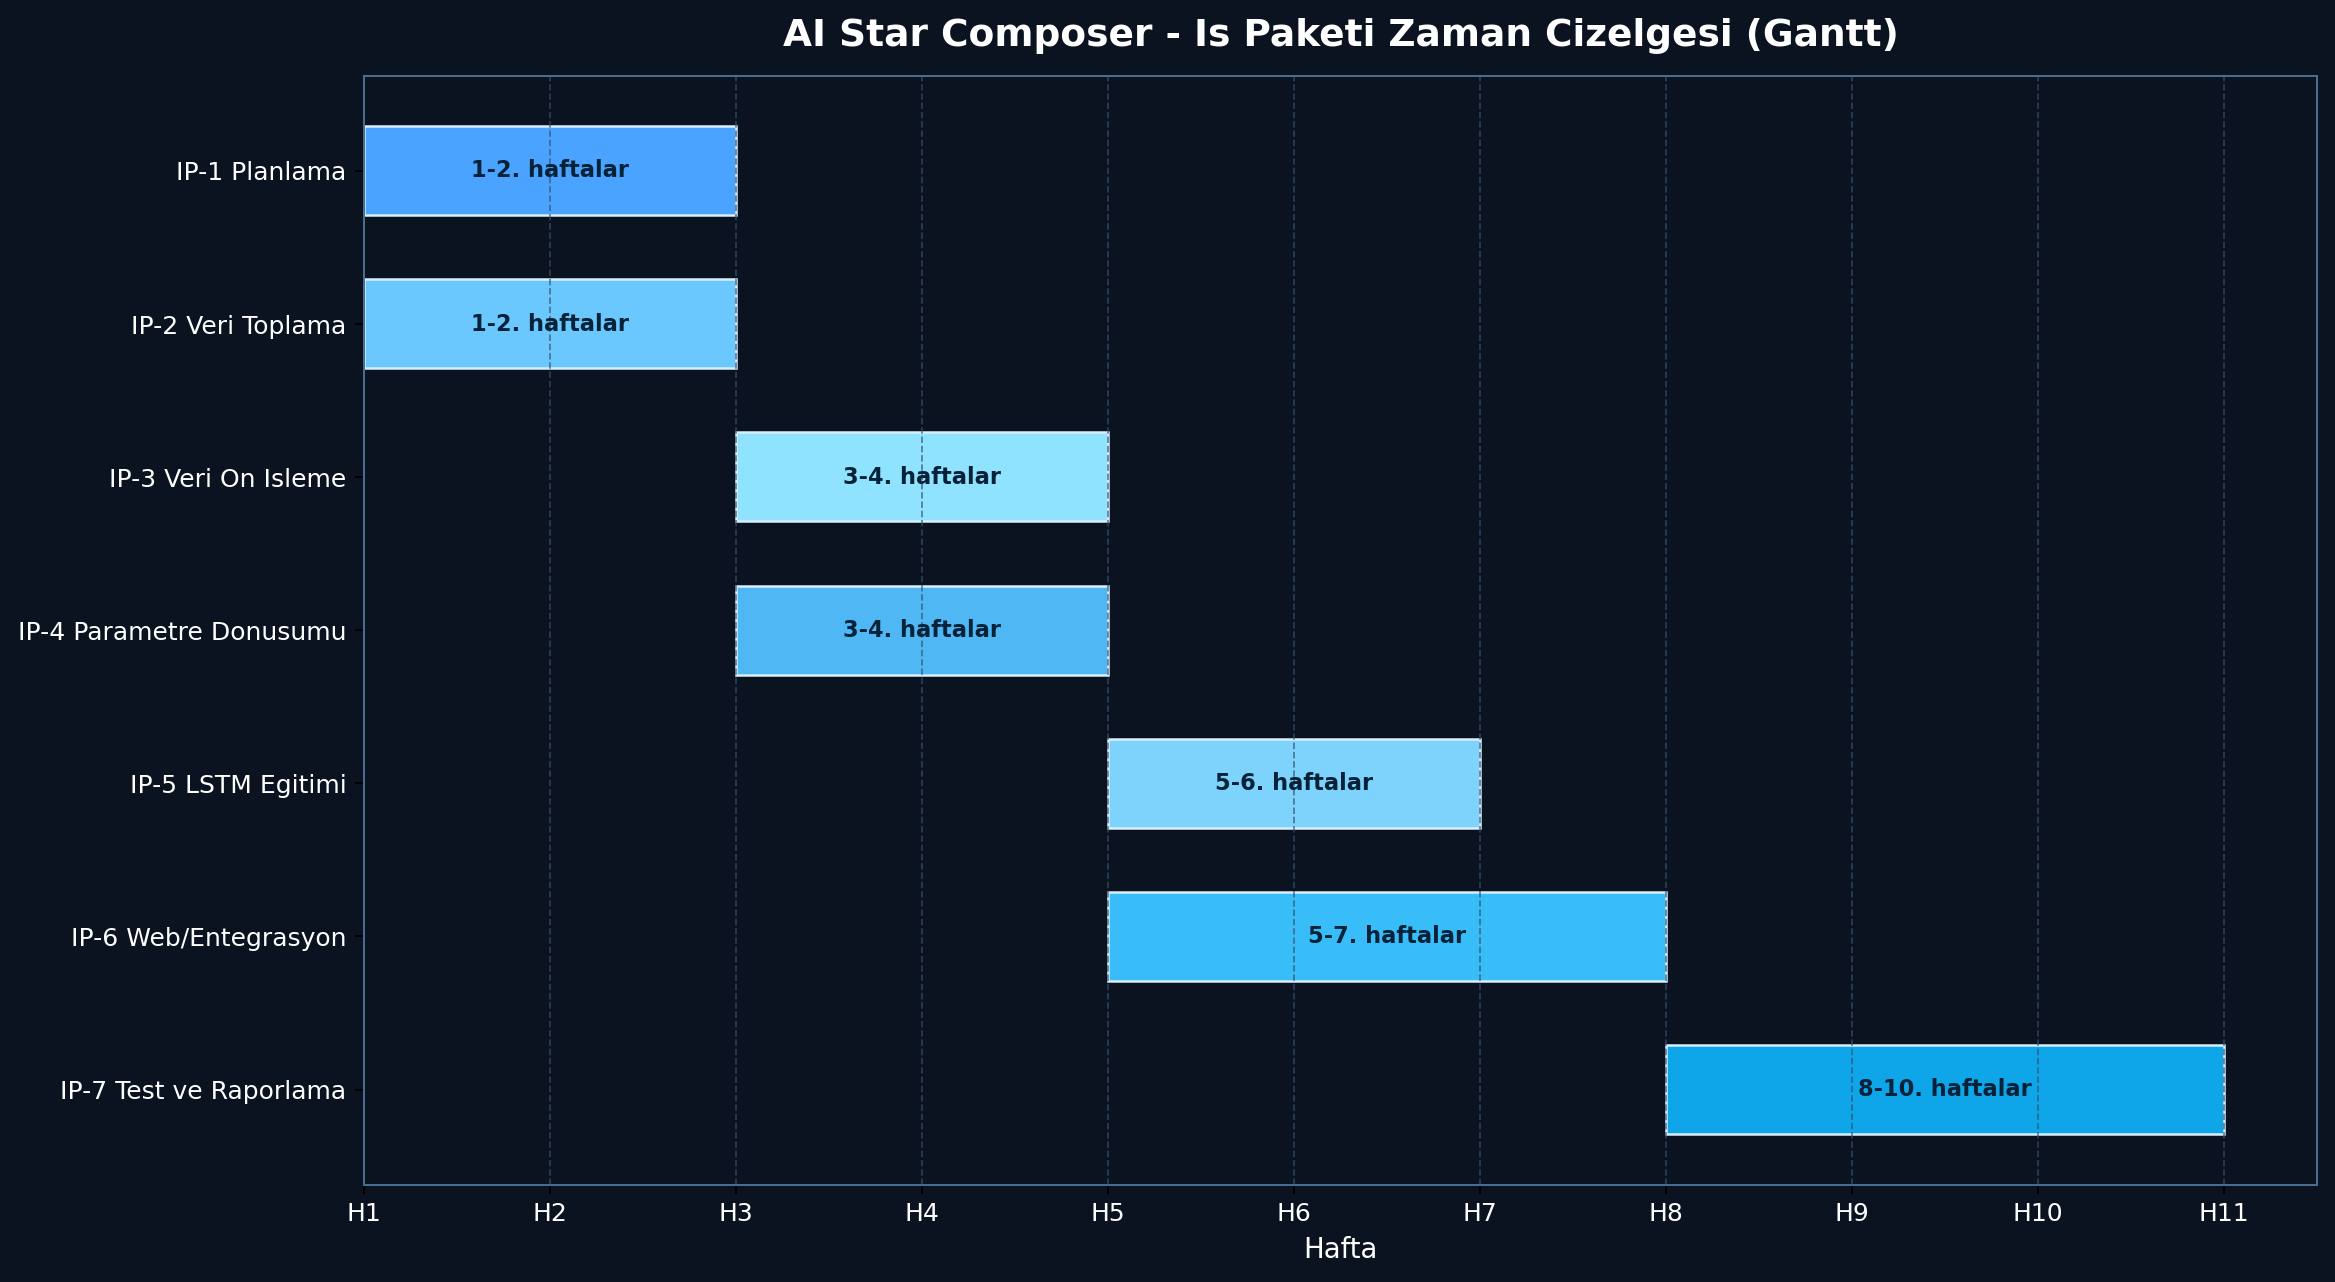 AI Star Composer - Is Paketi Zaman Cizelgesi (Gantt)
IP-1 Planlama
1-2. haftalar
IP-2 Veri Toplama
1-2. haftalar
IP-3 Veri On Isleme
3-4. haftalar
IP-4 Parametre Donusumu
3-4. haftalar
IP-5 LSTM Egitimi
5-6. haftalar
IP-6 Web/Entegrasyon
5-7. haftalar
IP-7 Test ve Raporlama
8-10. haftalar
H1 H2 H3 H4 H5 H6 H7 H8 H9 H10 H11
Hafta